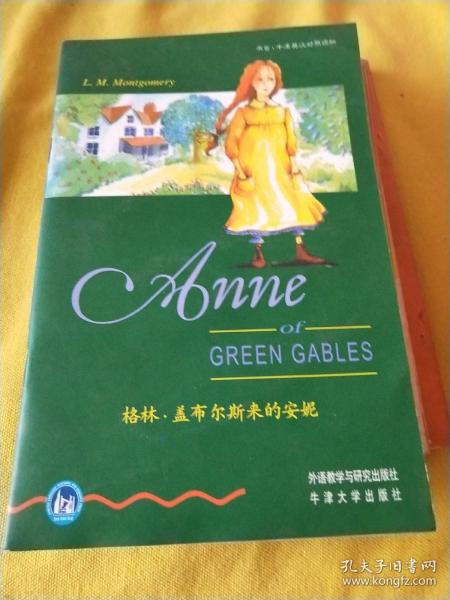 书虫·牛津英汉对照读物
L. M. Montgomery
Anne
of
GREEN GABLES
格林·盖布尔斯来的安妮
外语教学与研究出版社
牛津大学出版社
孔夫子旧书网
www.kongfz.com